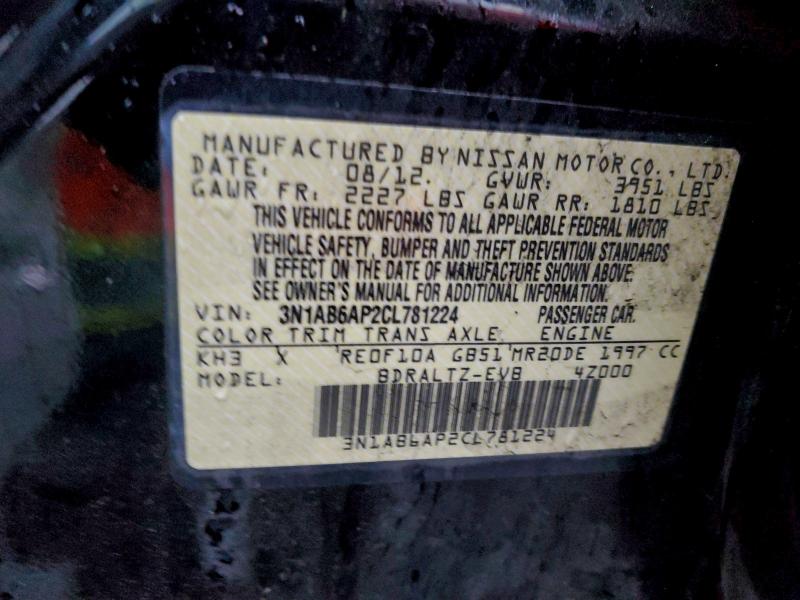 MANUFACTURED BY NISSAN MOTOR CO., LTD.
DATE: 08/12. GVWR: 3951 LBS
GAWR FR: 2227 LBS GAWR RR: 1810 LBS
THIS VEHICLE CONFORMS TO ALL APPLICABLE FEDERAL MOTOR
VEHICLE SAFETY, BUMPER AND THEFT PREVENTION STANDARDS
IN EFFECT ON THE DATE OF MANUFACTURE SHOWN ABOVE.
SEE OWNER'S MANUAL FOR ADDITIONAL INFORMATION.
VIN: 3N1AB6AP2CL781224 PASSENGER CAR.
COLOR TRIM TRANS AXLE ENGINE
KH3 X RE0F10A GB51 MR20DE 1997 CC
MODEL: BDRALTZ-EV8 4Z000
3N1AB6AP2CL781224